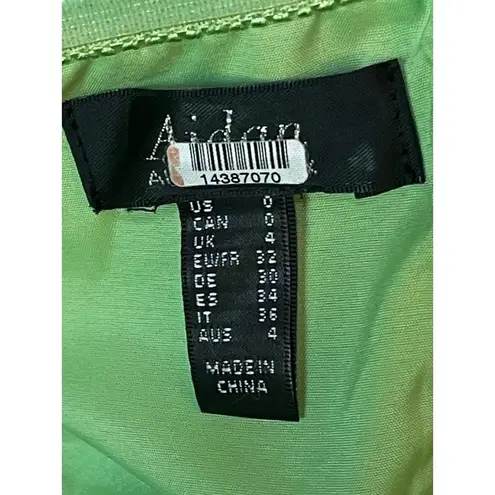 Aidan
14387070
US 0
CAN 0
UK 4
EU/FR 32
DE 30
ES 34
IT 36
AUS 4
MADE IN
CHINA